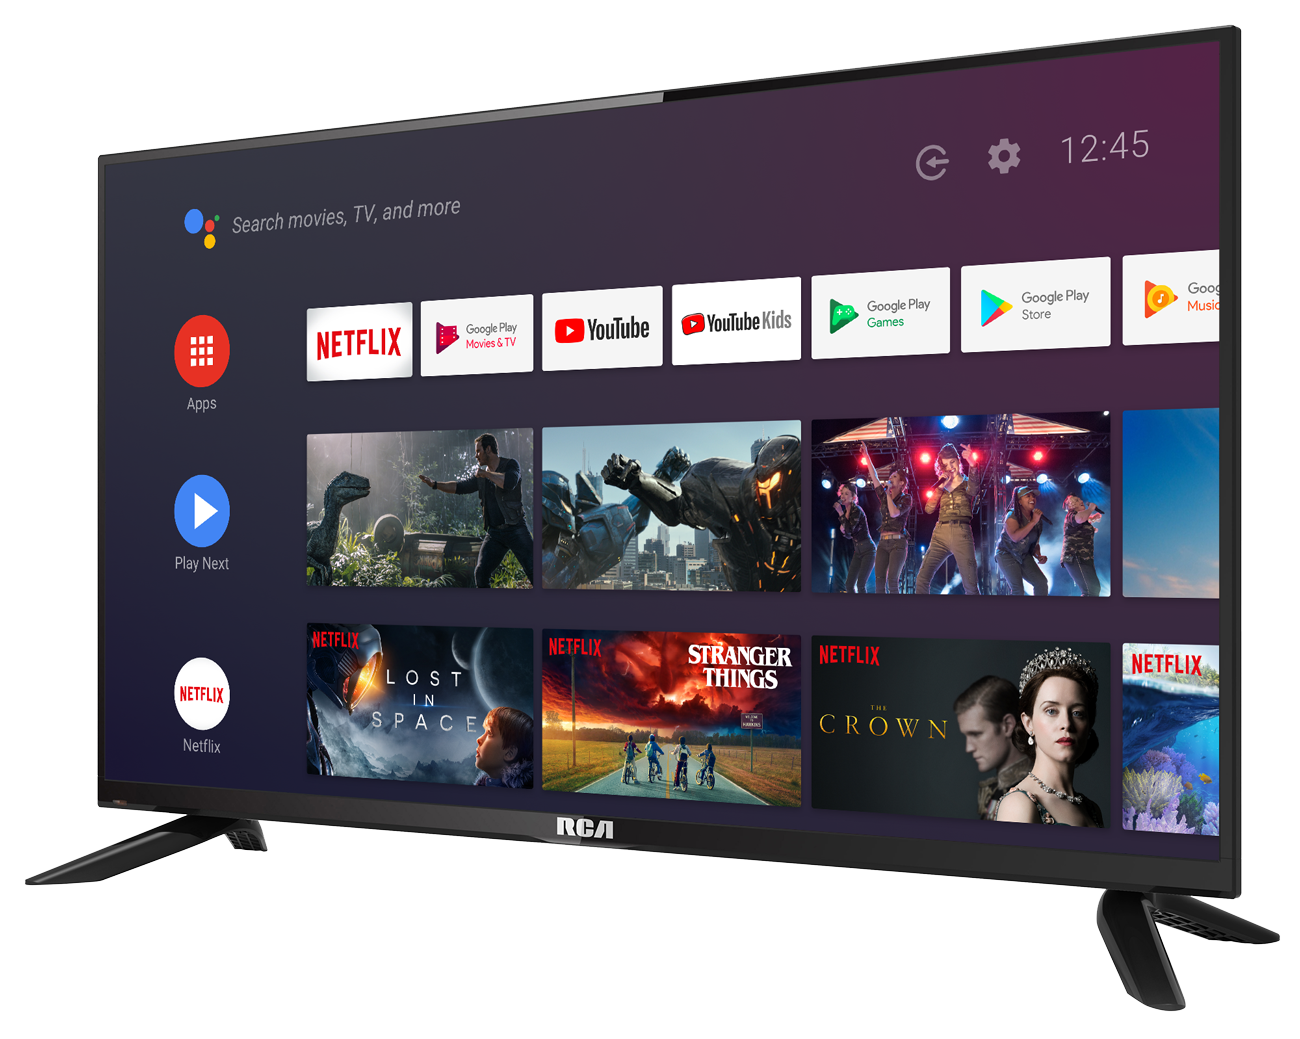 12:45
Search movies, TV, and more
NETFLIX
Google Play
Movies & TV
YouTube
YouTube Kids
Google Play
Games
Google Play
Store
Goog
Music
Apps
Play Next
NETFLIX
Netflix
NETFLIX
LOST
IN
SPACE
NETFLIX
STRANGER
THINGS
NETFLIX
THE
CROWN
NETFLIX
RCA